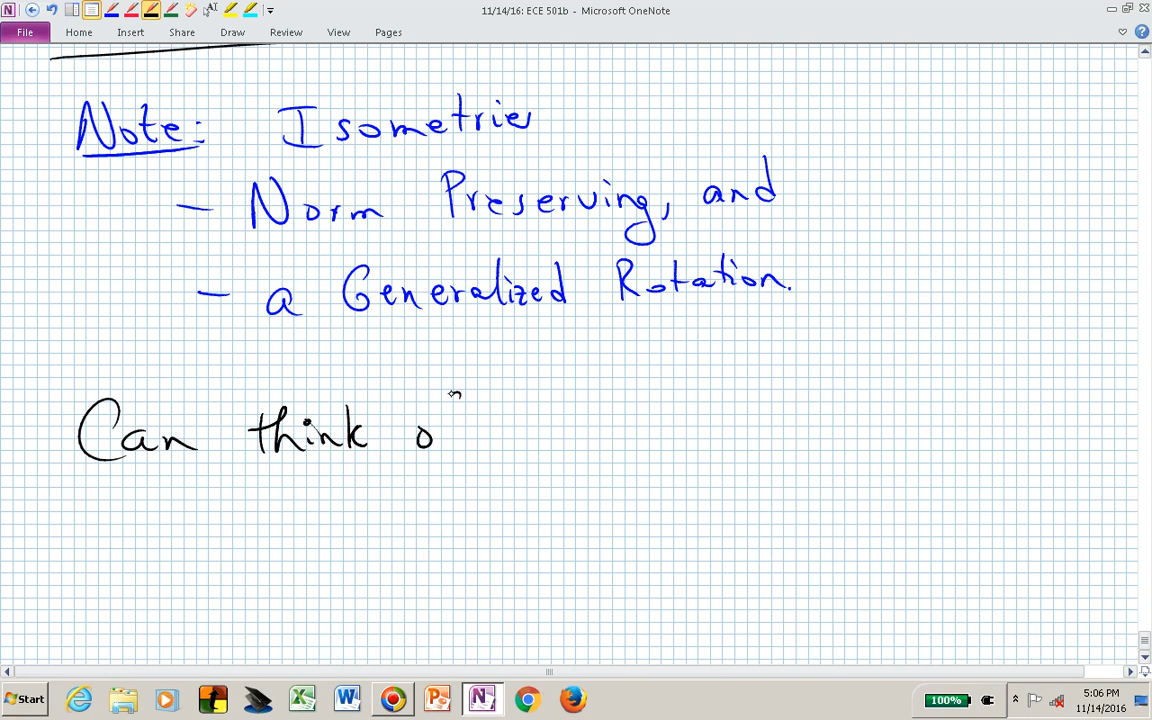 11/14/16: ECE 501b - Microsoft OneNote
File Home Insert Share Draw Review View Pages
Note: Isometries
- Norm Preserving, and
- a Generalized Rotation.
Can think o
Start 100% 5:06 PM
11/14/2016